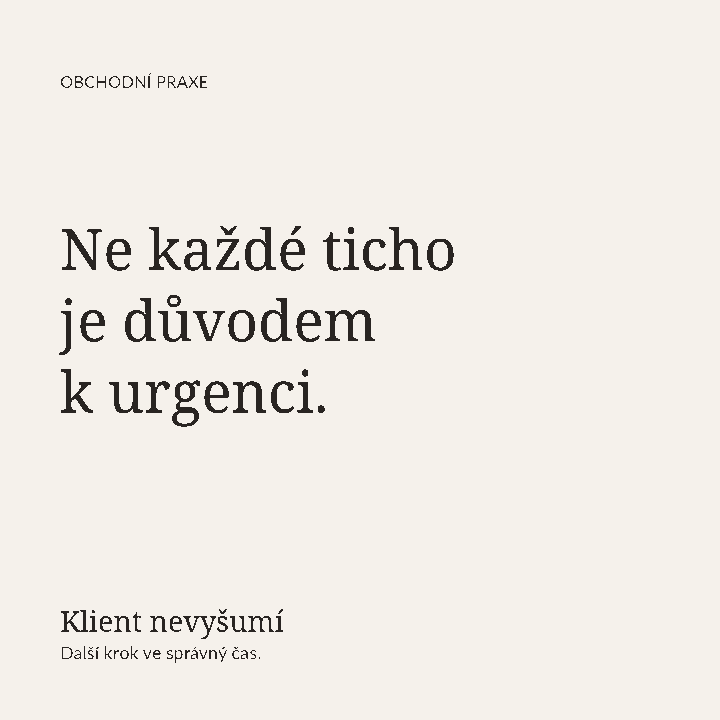 OBCHODNÍ PRAXE
Ne každé ticho
je důvodem
k urgenci.
Klient nevyšumí
Další krok ve správný čas.